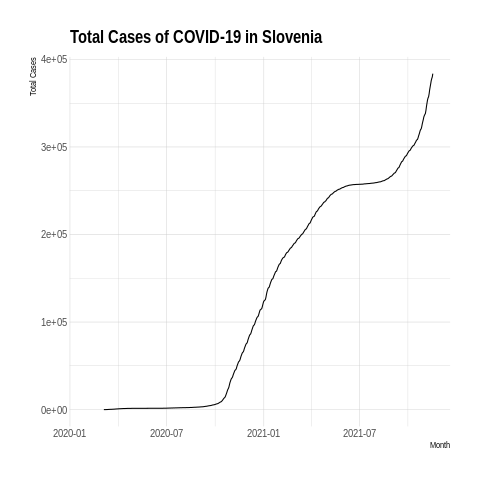 Total Cases of COVID-19 in Slovenia
Total Cases
4e+05
3e+05
2e+05
1e+05
0e+00
2020-01 2020-07 2021-01 2021-07
Month